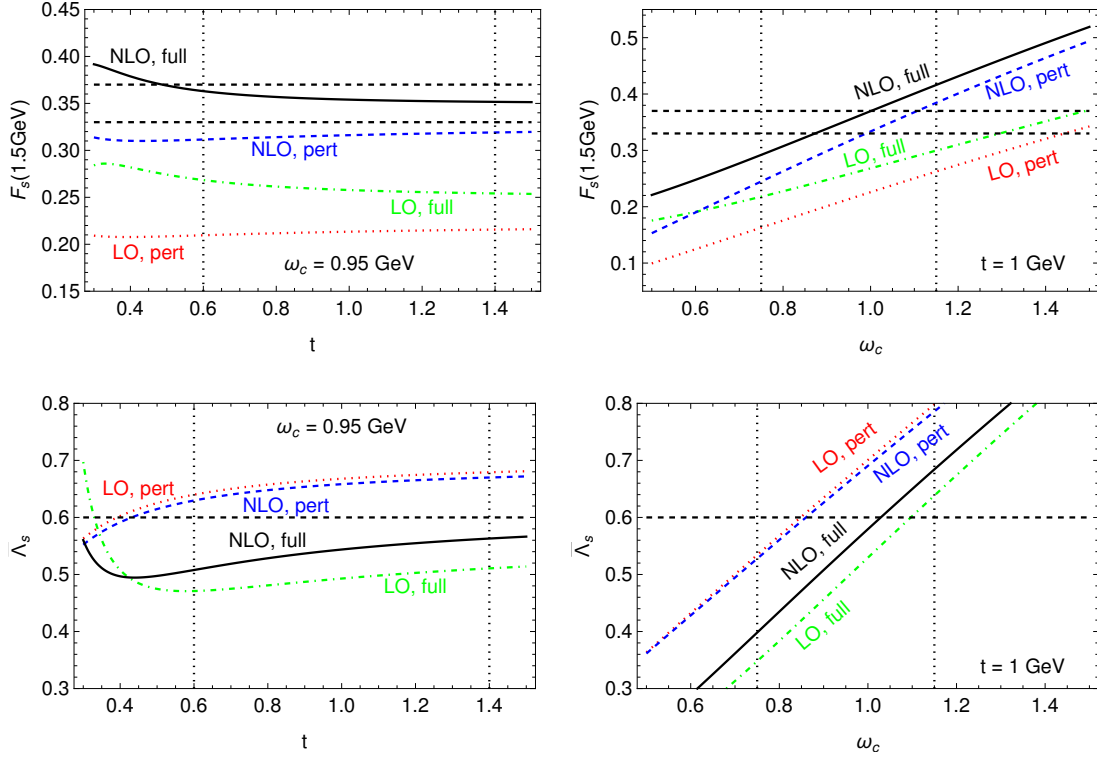 0.45
0.40
0.35
0.30
0.25
0.20
0.15
F_s(1.5GeV)
NLO, full
NLO, pert
LO, full
LO, pert
ω_c = 0.95 GeV
0.4 0.6 0.8 1.0 1.2 1.4
t
0.5
0.4
0.3
0.2
0.1
F_s(1.5GeV)
NLO, full
NLO, pert
LO, full
LO, pert
t = 1 GeV
0.6 0.8 1.0 1.2 1.4
ω_c
0.8
0.7
0.6
0.5
0.4
0.3
Λ̅_s
ω_c = 0.95 GeV
LO, pert
NLO, pert
NLO, full
LO, full
0.4 0.6 0.8 1.0 1.2 1.4
t
0.8
0.7
0.6
0.5
0.4
0.3
Λ̅_s
LO, pert
NLO, pert
NLO, full
LO, full
t = 1 GeV
0.6 0.8 1.0 1.2 1.4
ω_c